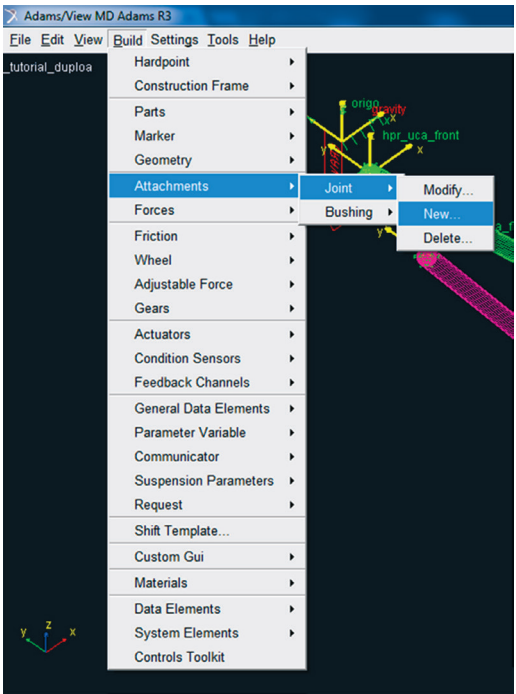 Adams/View MD Adams R3
File Edit View Build Settings Tools Help
_tutorial_duploa
Hardpoint
Construction Frame
Parts
Marker
Geometry
Attachments
Forces
Friction
Wheel
Adjustable Force
Gears
Actuators
Condition Sensors
Feedback Channels
General Data Elements
Parameter Variable
Communicator
Suspension Parameters
Request
Shift Template...
Custom Gui
Materials
Data Elements
System Elements
Controls Toolkit
Joint
Bushing
Modify...
New...
Delete...
origo
gravity
x
hpr_uca_front
y
x
y
a_f
z
y
x